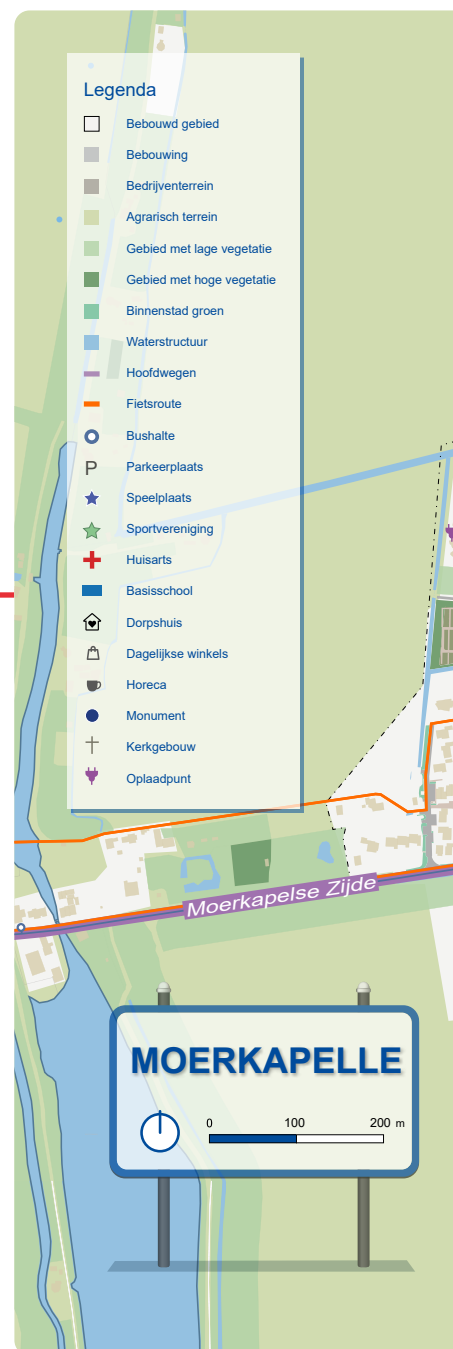 Legenda
Bebouwd gebied
Bebouwing
Bedrijventerrein
Agrarisch terrein
Gebied met lage vegetatie
Gebied met hoge vegetatie
Binnenstad groen
Waterstructuur
Hoofdwegen
Fietsroute
Bushalte
P Parkeerplaats
Speelplaats
Sportvereniging
Huisarts
Basisschool
Dorpshuis
Dagelijkse winkels
Horeca
Monument
Kerkgebouw
Oplaadpunt
Moerkapelse Zijde
MOERKAPELLE
0 100 200 m